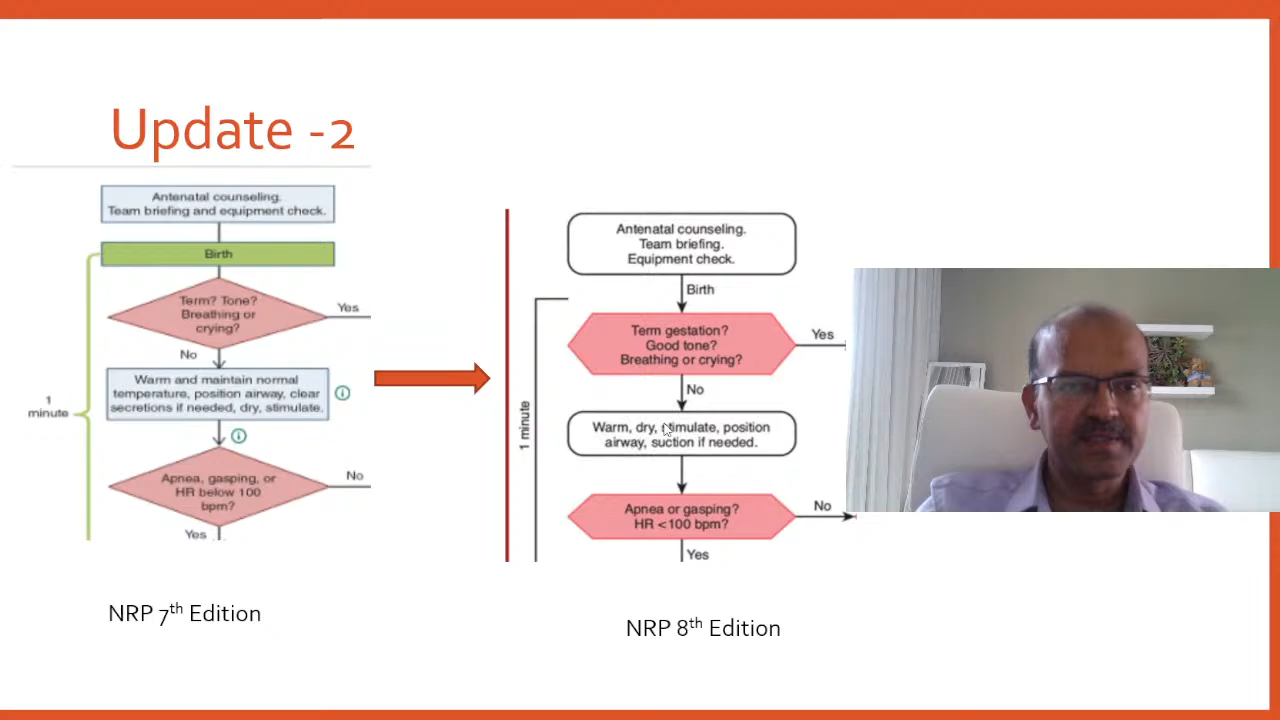 Update -2
Antenatal counseling.
Team briefing and equipment check.
Birth
Term? Tone?
Breathing or
crying?
Yes
No
Warm and maintain normal
temperature, position airway, clear
secretions if needed, dry, stimulate.
1
minute
Apnea, gasping, or
HR below 100
bpm?
No
Yes
NRP 7th Edition
Antenatal counseling.
Team briefing.
Equipment check.
Birth
Term gestation?
Good tone?
Breathing or crying?
Yes
No
1 minute
Warm, dry, stimulate, position
airway, suction if needed.
Apnea or gasping?
HR <100 bpm?
No
Yes
NRP 8th Edition